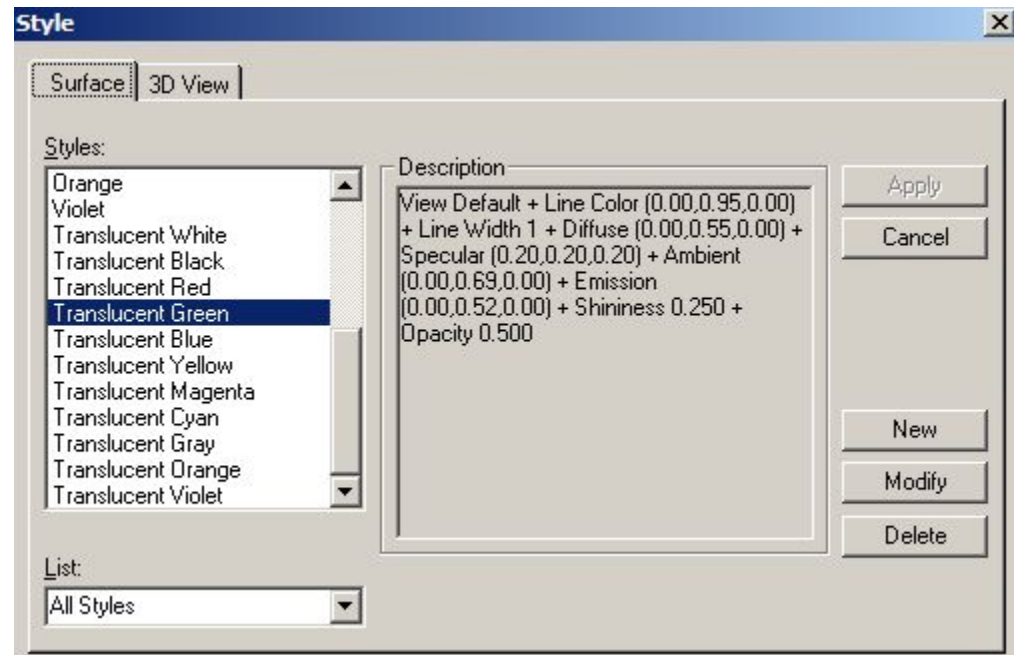 Style
Surface
3D View
Styles:
Orange
Violet
Translucent White
Translucent Black
Translucent Red
Translucent Green
Translucent Blue
Translucent Yellow
Translucent Magenta
Translucent Cyan
Translucent Gray
Translucent Orange
Translucent Violet
List:
All Styles
Description
View Default + Line Color (0.00,0.95,0.00)
+ Line Width 1 + Diffuse (0.00,0.55,0.00) +
Specular (0.20,0.20,0.20) + Ambient
(0.00,0.69,0.00) + Emission
(0.00,0.52,0.00) + Shininess 0.250 +
Opacity 0.500
Apply
Cancel
New
Modify
Delete